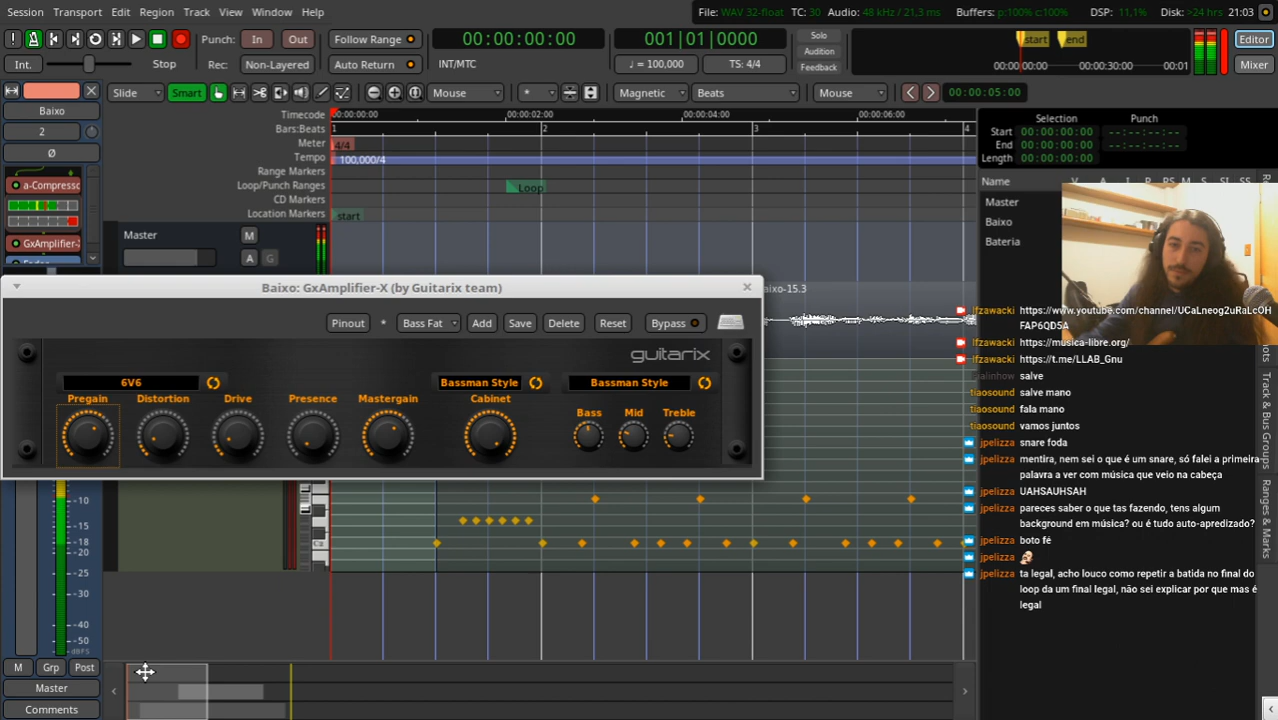 Session Transport Edit Region Track View Window Help
File: WAV 32-float TC: 30 Audio: 48 kHz / 21,3 ms Buffers: p:100% c:100% DSP: 11,1% Disk: >24 hrs 21:03
Punch: In Out
Follow Range
00:00:00:00
001|01|0000
Solo
Audition
Feedback
start end
Editor
Int.
Stop
Rec: Non-Layered
Auto Return
INT/MTC
♩ = 100,000
TS: 4/4
00:00:00:00 00:00:30:00 00:01
Mixer
Slide
Smart
Mouse
*
Magnetic
Beats
Mouse
00:00:05:00
Baixo
2
Ø
a-Compresso
GxAmplifier-
Timecode
00:00:00:00 00:00:02:00 00:00:04:00 00:00:06:00
Bars:Beats
1 2 3 4
Meter
4/4
Tempo
100,000/4
Range Markers
Loop/Punch Ranges
Loop
CD Markers
Location Markers
start
Master M
A G
Selection Punch
Start 00:00:00:00 --:--:--:--
End 00:00:00:00 --:--:--:--
Length 00:00:00:00
Name V A I R RS M S SI SS
Master
Baixo
Bateria
Baixo: GxAmplifier-X (by Guitarix team)
Pinout * Bass Fat Add Save Delete Reset Bypass
guitarix
6V6 Bassman Style Bassman Style
Pregain Distortion Drive Presence Mastergain Cabinet
Bass Mid Treble
aixo-15.3
lfzawacki https://www.youtube.com/channel/UCaLneog2uRaLcOH
FAP6QD5A
lfzawacki https://musica-libre.org/
lfzawacki https://t.me/LLAB_Gnu
salve
tiaosound salve mano
tiaosound fala mano
tiaosound vamos juntos
jpelizza snare foda
jpelizza mentira, nem sei o que é um snare, só falei a primeira
palavra a ver com música que veio na cabeça
jpelizza UAHSAUHSAH
jpelizza pareces saber o que tas fazendo, tens algum
background em música? ou é tudo auto-apredizado?
jpelizza boto fé
jpelizza
jpelizza ta legal, acho louco como repetir a batida no final do
loop da um final legal, não sei explicar por que mas é
legal
Track & Bus Groups
Ranges & Marks
-10
-15
-18
-20
-25
-30
-40
-50
dBFS
M Grp Post
Master
Comments